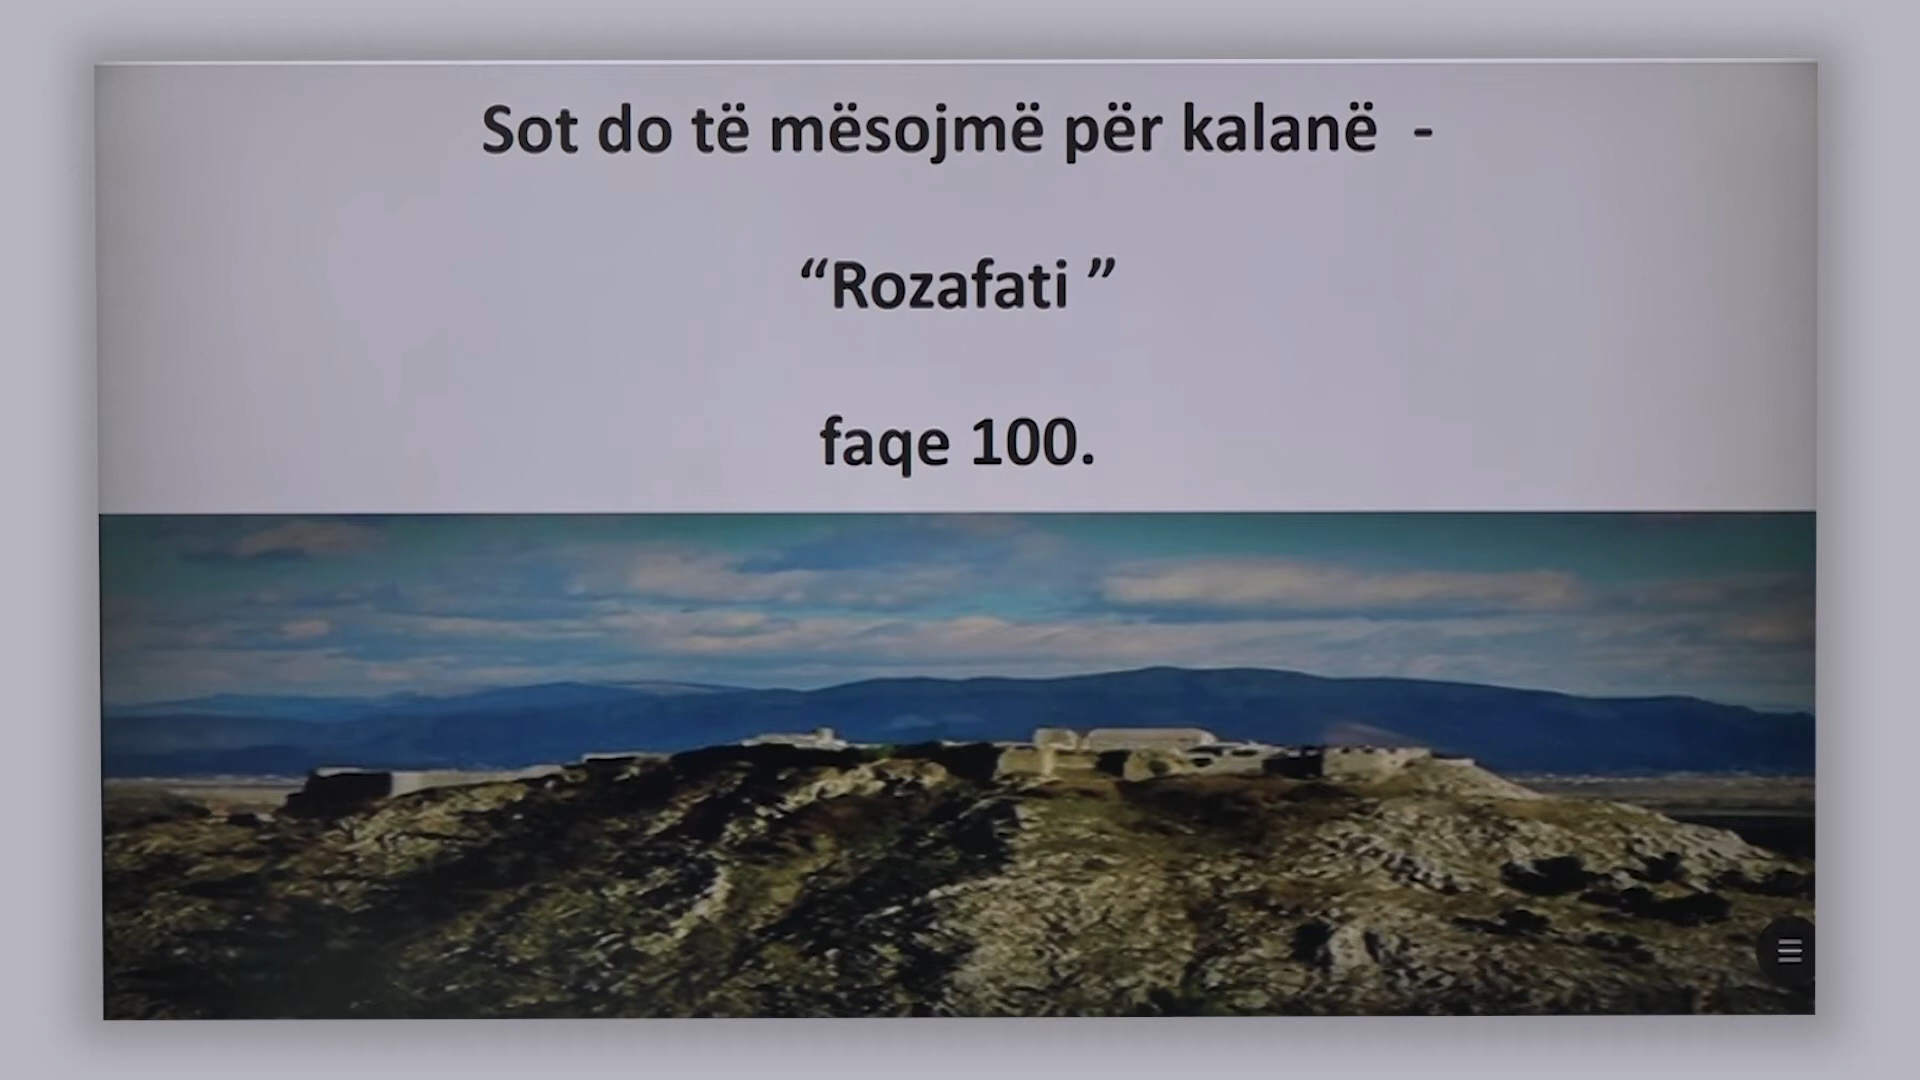 Sot do të mësojmë për kalanë -
“Rozafati ”
faqe 100.